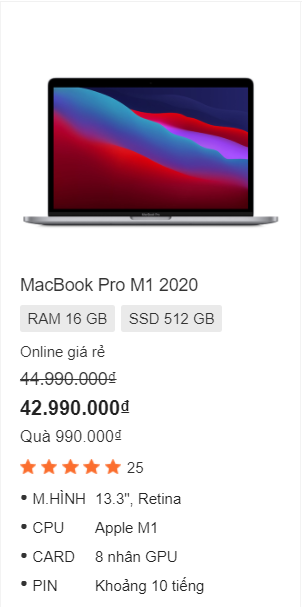 MacBook Pro M1 2020
RAM 16 GB SSD 512 GB
Online giá rẻ
44.990.000₫
42.990.000₫
Quà 990.000₫
25
• M.HÌNH 13.3", Retina
• CPU Apple M1
• CARD 8 nhân GPU
• PIN Khoảng 10 tiếng